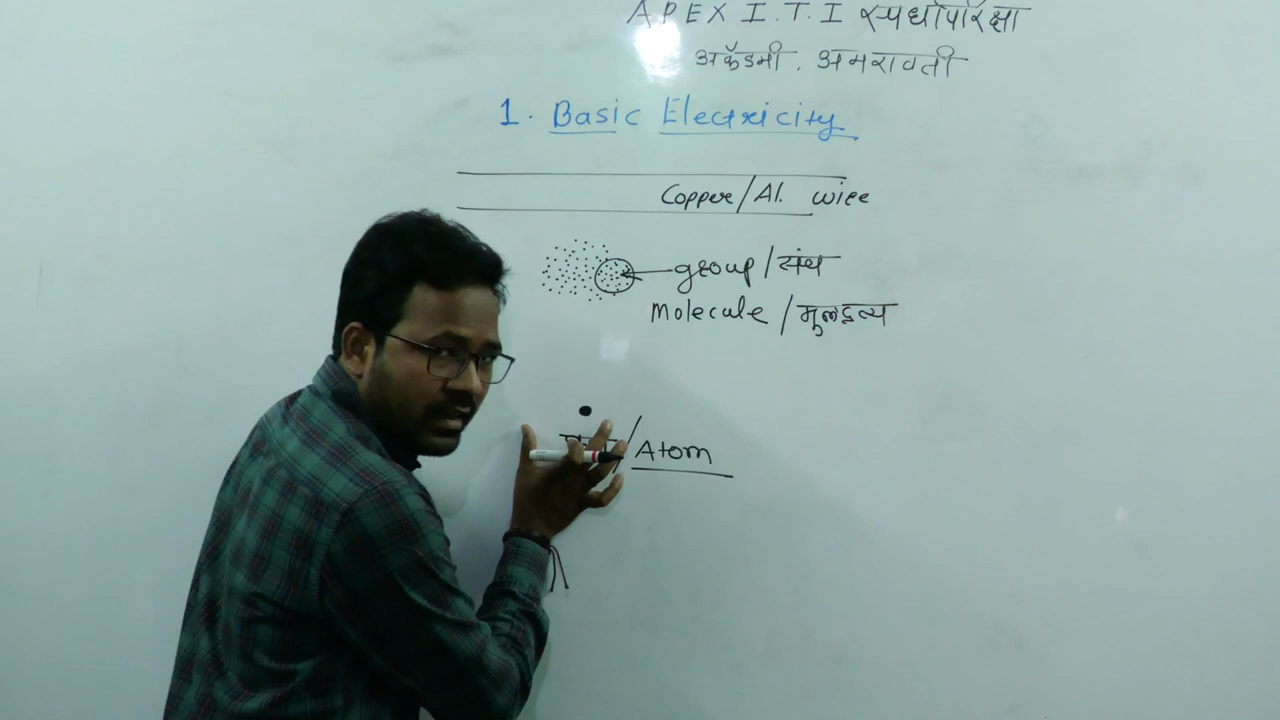 APEX I.T.I स्पर्धापरिक्षा
अकॅडमी. अमरावती
1. Basic Electricity
Copper/Al. wire
group/संघ
Molecule/मुलद्रव्य
/Atom